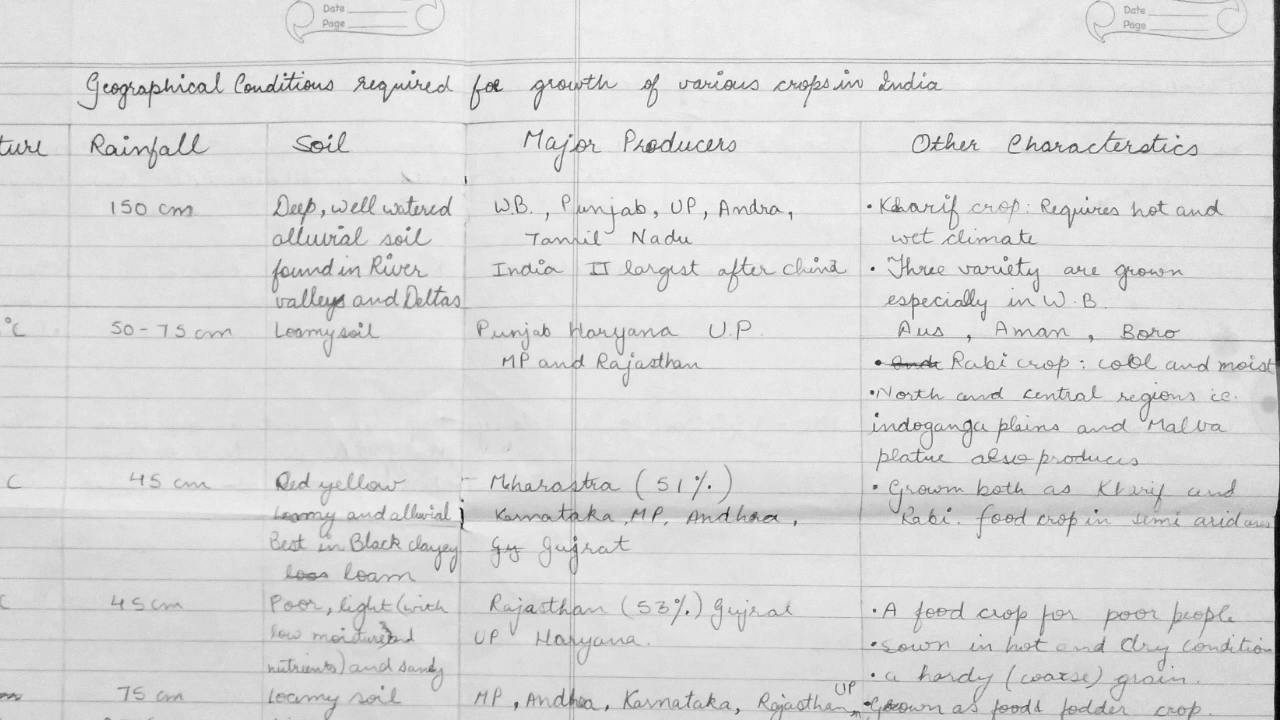 Date
Page
Date
Page
Geographical Conditions required for growth of various crops in India
ture Rainfall Soil Major Producers Other Characterstics
150 cm Deep, well watered W.B., Punjab, UP, Andra, • Kharif crop: Requires hot and
alluvial soil Tamil Nadu wet climate
found in River India II largest after china • Three variety are grown
valleys and Deltas especially in W.B.
°C 50-75 cm Loamy soil Punjab Haryana U.P. Aus, Aman, Boro
MP and Rajasthan • Rabi crop: cool and moist
• North and central regions ie.
indoganga plains and Malva
platue also produces
C 45 cm Red yellow - Mharastra (51%) • Grown both as Kharif and
Loamy and alluvial Karnataka, MP, Andhra, Rabi. food crop in semi arid
Best in Black clayey Gujrat
loam
C 45 cm Poor, light (with Rajasthan (53%) Gujrat • A food crop for poor people
low moisture and UP Haryana. • sown in hot and dry condition
nutrients) and sandy • a hardy (coarse) grain.
75 cm Loamy soil MP, Andhra, Karnataka, Rajasthan, UP • Grown as food & fodder crop.